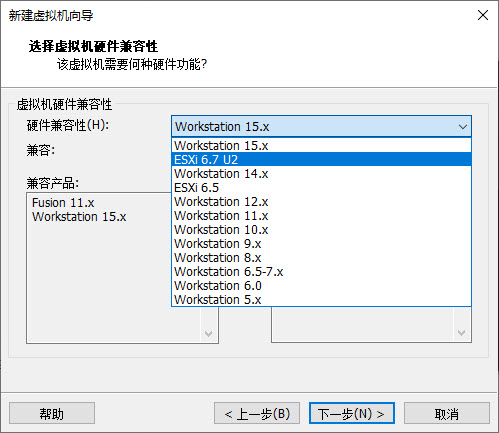 新建虚拟机向导
选择虚拟机硬件兼容性
该虚拟机需要何种硬件功能?
虚拟机硬件兼容性
硬件兼容性(H):
Workstation 15.x
兼容:
Workstation 15.x
ESXi 6.7 U2
Workstation 14.x
ESXi 6.5
Workstation 12.x
Workstation 11.x
Workstation 10.x
Workstation 9.x
Workstation 8.x
Workstation 6.5-7.x
Workstation 6.0
Workstation 5.x
兼容产品:
Fusion 11.x
Workstation 15.x
帮助
< 上一步(B)
下一步(N) >
取消